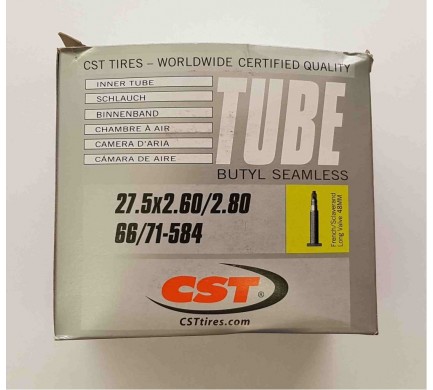 CST TIRES – WORLDWIDE CERTIFIED QUALITY
INNER TUBE
SCHLAUCH
BINNENBAND
CHAMBRE À AIR
CAMERA D'ARIA
CÁMARA DE AIRE
TUBE
BUTYL SEAMLESS
27.5x2.60/2.80
66/71-584
French/Sclaverand
Long Valve 48MM
CST®
CSTtires.com